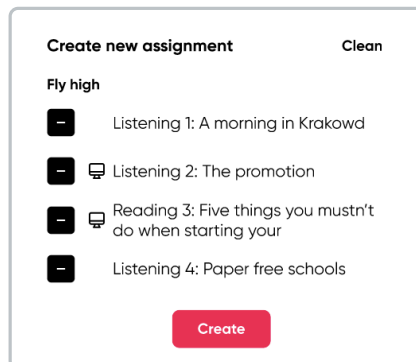 Create new assignment Clean
Fly high
Listening 1: A morning in Krakowd
Listening 2: The promotion
Reading 3: Five things you mustn't
do when starting your
Listening 4: Paper free schools
Create